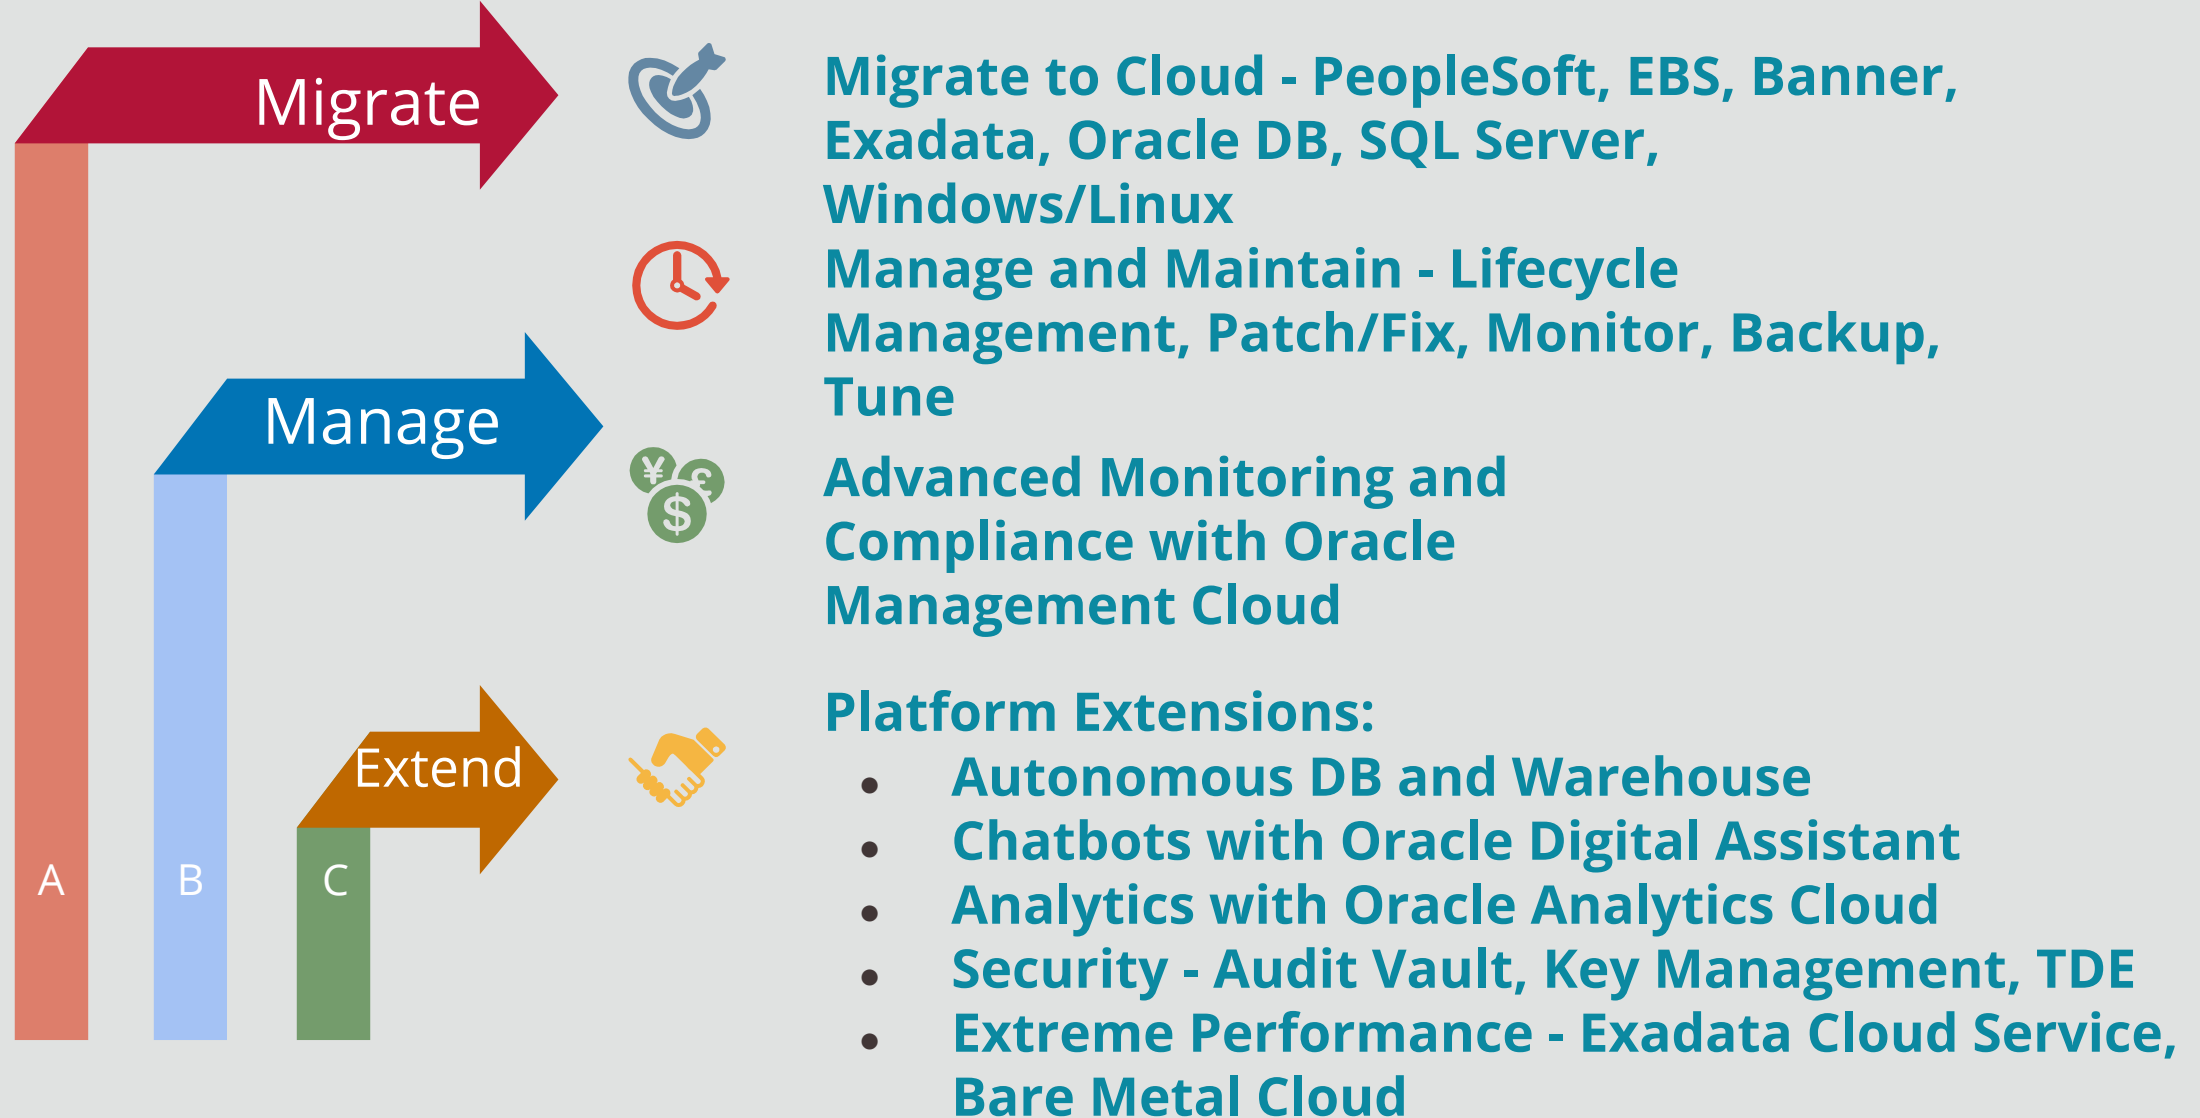 Migrate
Migrate to Cloud - PeopleSoft, EBS, Banner,
Exadata, Oracle DB, SQL Server,
Windows/Linux
Manage and Maintain - Lifecycle
Management, Patch/Fix, Monitor, Backup,
Tune
Manage
Advanced Monitoring and
Compliance with Oracle
Management Cloud
Extend
Platform Extensions:
• Autonomous DB and Warehouse
• Chatbots with Oracle Digital Assistant
• Analytics with Oracle Analytics Cloud
• Security - Audit Vault, Key Management, TDE
• Extreme Performance - Exadata Cloud Service,
Bare Metal Cloud
A
B
C
¥
£
$